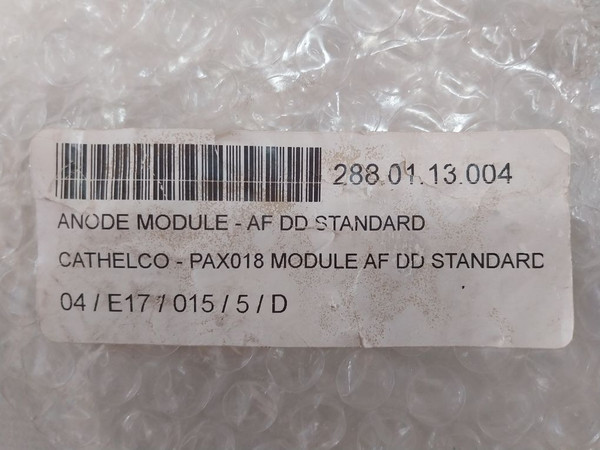 288.01.13.004
ANODE MODULE - AF DD STANDARD
CATHELCO - PAX018 MODULE AF DD STANDARD
04 / E17 / 015 / 5 / D